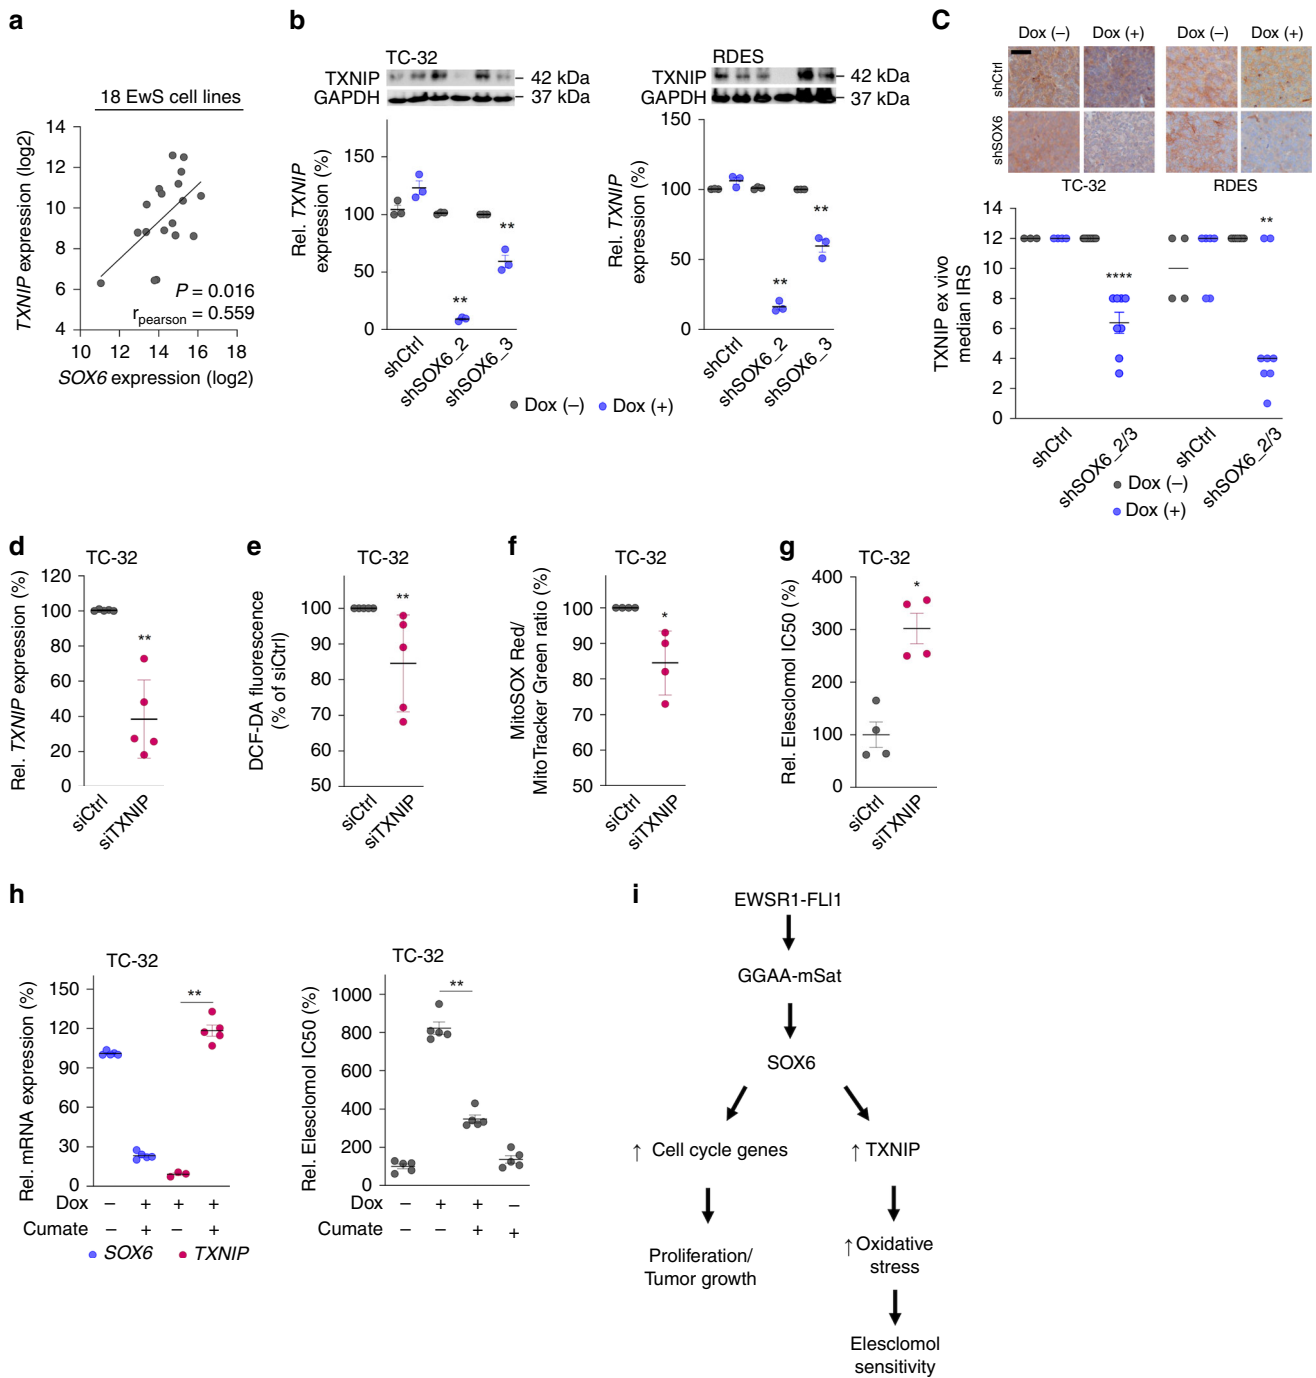 a
18 EwS cell lines
TXNIP expression (log2)
14
12
10
8
6
4
P = 0.016
rpearson = 0.559
10 12 14 16 18
SOX6 expression (log2)
b
TC-32
TXNIP – 42 kDa
GAPDH – 37 kDa
Rel. TXNIP
expression (%)
150
100
50
0
**
**
shCtrl
shSOX6_2
shSOX6_3
RDES
TXNIP – 42 kDa
GAPDH – 37 kDa
Rel. TXNIP
expression (%)
150
100
50
0
**
**
shCtrl
shSOX6_2
shSOX6_3
Dox (–) Dox (+)
C
Dox (–) Dox (+) Dox (–) Dox (+)
shCtrl
shSOX6
TC-32 RDES
TXNIP ex vivo
median IRS
14
12
10
8
6
4
2
0
****
**
shCtrl
shSOX6_2/3
shCtrl
shSOX6_2/3
Dox (–)
Dox (+)
d
TC-32
Rel. TXNIP expression (%)
120
100
80
60
40
20
0
**
siCtrl
siTXNIP
e
TC-32
DCF-DA fluorescence
(% of siCtrl)
100
90
80
70
60
50
**
siCtrl
siTXNIP
f
TC-32
MitoSOX Red/
MitoTracker Green ratio (%)
100
90
80
70
60
50
*
siCtrl
siTXNIP
g
TC-32
Rel. Elesclomol IC50 (%)
400
300
200
100
0
*
siCtrl
siTXNIP
h
TC-32
Rel. mRNA expression (%)
150
120
90
60
30
0
**
Dox – + + +
Cumate – + – +
SOX6 TXNIP
TC-32
Rel. Elesclomol IC50 (%)
1000
800
600
400
200
0
**
– + + –
– – + +
i
EWSR1-FLI1
GGAA-mSat
SOX6
↑ Cell cycle genes
↑ TXNIP
Proliferation/
Tumor growth
↑ Oxidative
stress
Elesclomol
sensitivity